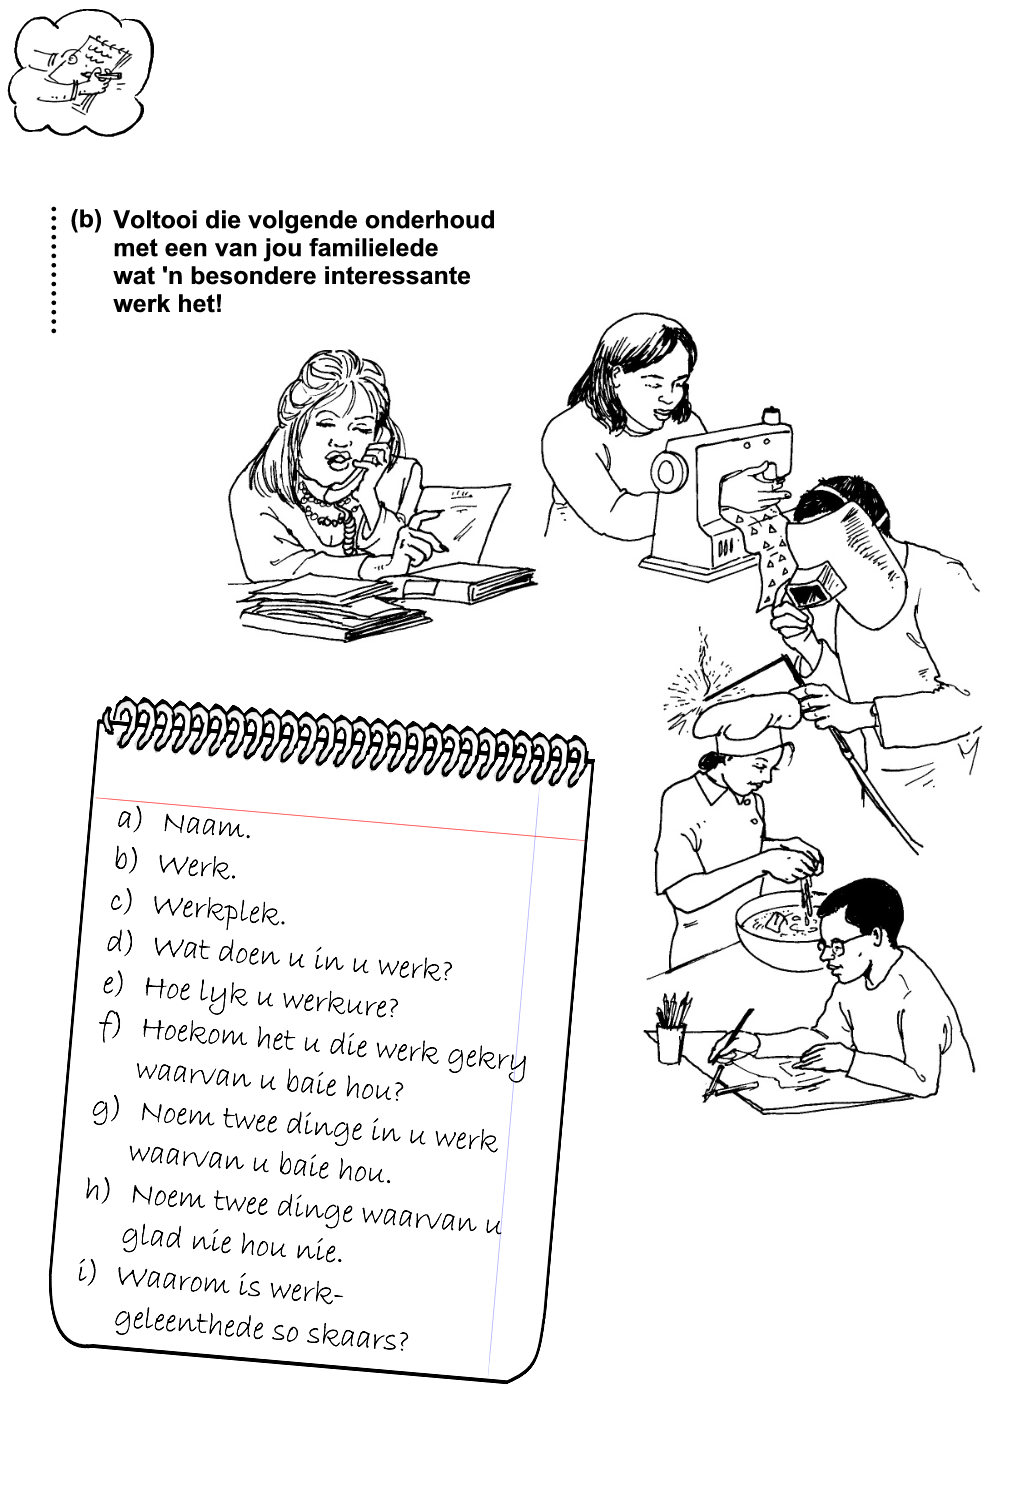 (b) Voltooi die volgende onderhoud
met een van jou familielede
wat 'n besondere interessante
werk het!
a) Naam.
b) Werk.
c) Werkplek.
d) Wat doen u in u werk?
e) Hoe lyk u werkure?
f) Hoekom het u die werk gekry
waarvan u baie hou?
g) Noem twee dinge in u werk
waarvan u baie hou.
h) Noem twee dinge waarvan u
glad nie hou nie.
i) Waarom is werk-
geleenthede so skaars?